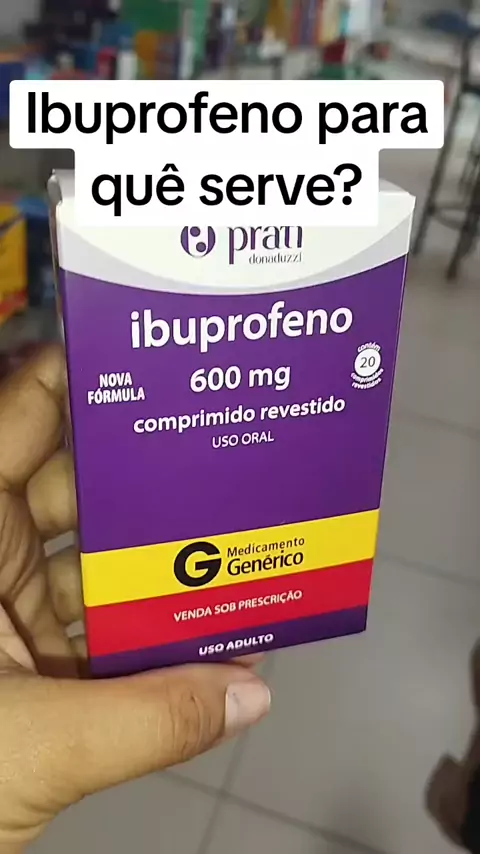 Ibuprofeno para
quê serve?
prati
donaduzzi
ibuprofeno
NOVA
FÓRMULA
600 mg
contém
20
comprimidos
revestidos
comprimido revestido
USO ORAL
G Medicamento
Genérico
VENDA SOB PRESCRIÇÃO
USO ADULTO